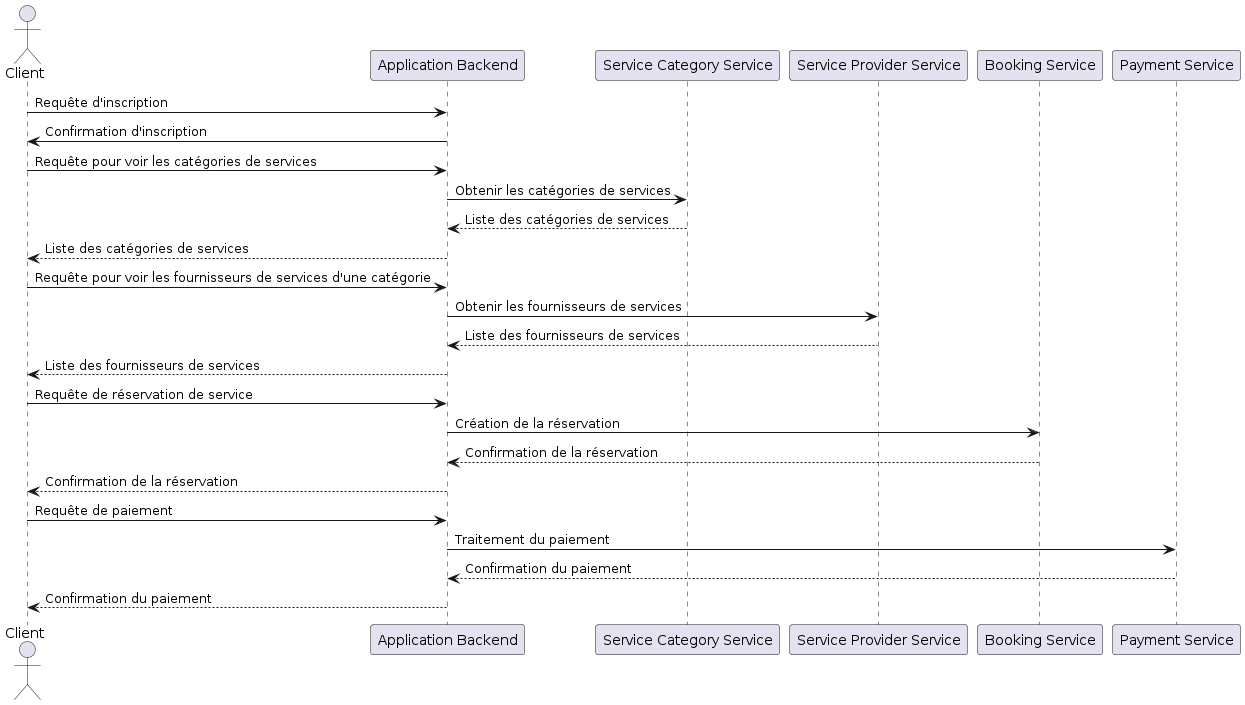 Client
Application Backend
Service Category Service
Service Provider Service
Booking Service
Payment Service
Requête d'inscription
Confirmation d'inscription
Requête pour voir les catégories de services
Obtenir les catégories de services
Liste des catégories de services
Liste des catégories de services
Requête pour voir les fournisseurs de services d'une catégorie
Obtenir les fournisseurs de services
Liste des fournisseurs de services
Liste des fournisseurs de services
Requête de réservation de service
Création de la réservation
Confirmation de la réservation
Confirmation de la réservation
Requête de paiement
Traitement du paiement
Confirmation du paiement
Confirmation du paiement
Client
Application Backend
Service Category Service
Service Provider Service
Booking Service
Payment Service